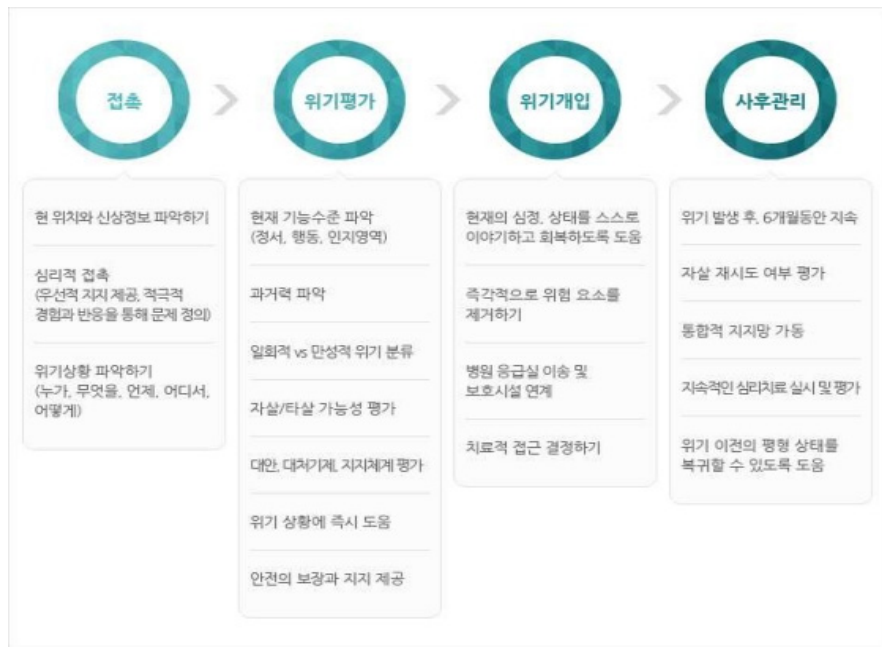 접촉
위기평가
위기개입
사후관리
현 위치와 신상정보 파악하기
심리적 접촉
(우선적 지지 제공, 적극적
경험과 반응을 통해 문제 정의)
위기상황 파악하기
(누가, 무엇을, 언제, 어디서,
어떻게)
현재 기능수준 파악
(정서, 행동, 인지영역)
과거력 파악
일회적 vs 만성적 위기 분류
자살/타살 가능성 평가
대안, 대처기제, 지지체계 평가
위기 상황에 즉시 도움
안전의 보장과 지지 제공
현재의 심정, 상태를 스스로
이야기하고 회복하도록 도움
즉각적으로 위험 요소를
제거하기
병원 응급실 이송 및
보호시설 연계
치료적 접근 결정하기
위기 발생 후, 6개월동안 지속
자살 재시도 여부 평가
통합적 지지망 가동
지속적인 심리치료 실시 및 평가
위기 이전의 평형 상태를
복귀할 수 있도록 도움